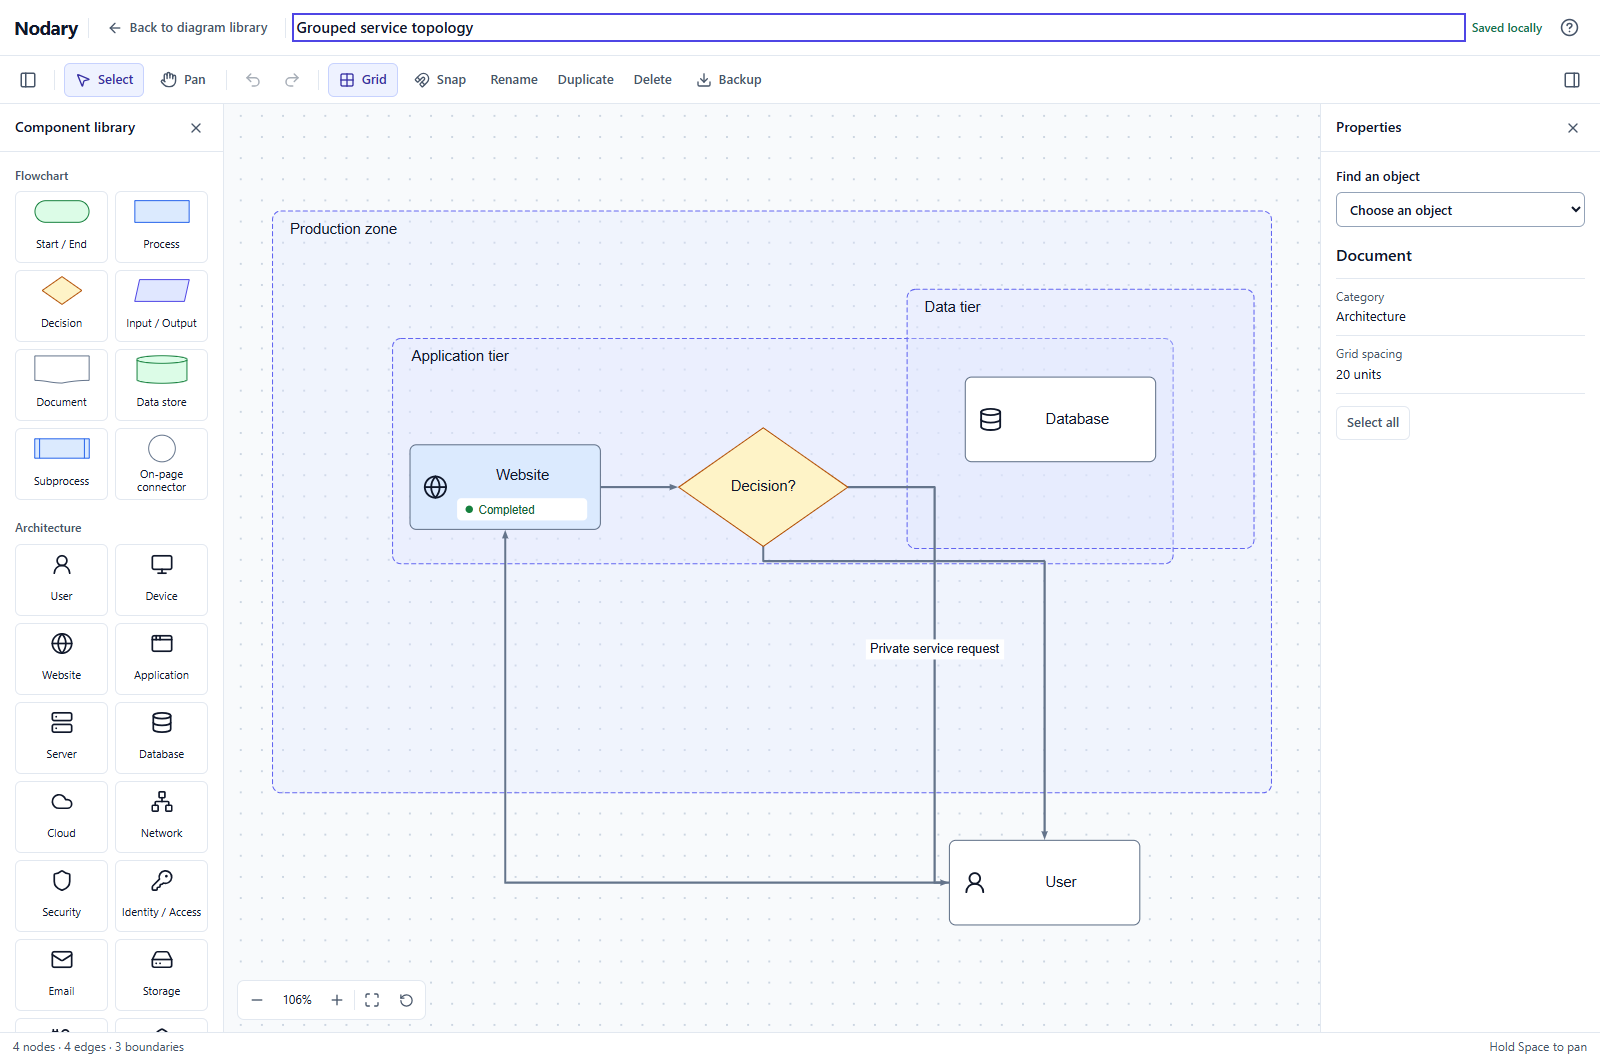 Nodary
Back to diagram library
Grouped service topology
Saved locally
Select
Pan
Grid
Snap
Rename
Duplicate
Delete
Backup
Component library
Flowchart
Start / End
Process
Decision
Input / Output
Document
Data store
Subprocess
On-page
connector
Architecture
User
Device
Website
Application
Server
Database
Cloud
Network
Security
Identity / Access
Email
Storage
Production zone
Data tier
Application tier
Database
Website
Completed
Decision?
Private service request
User
106%
Properties
Find an object
Choose an object
Document
Category
Architecture
Grid spacing
20 units
Select all
4 nodes · 4 edges · 3 boundaries
Hold Space to pan